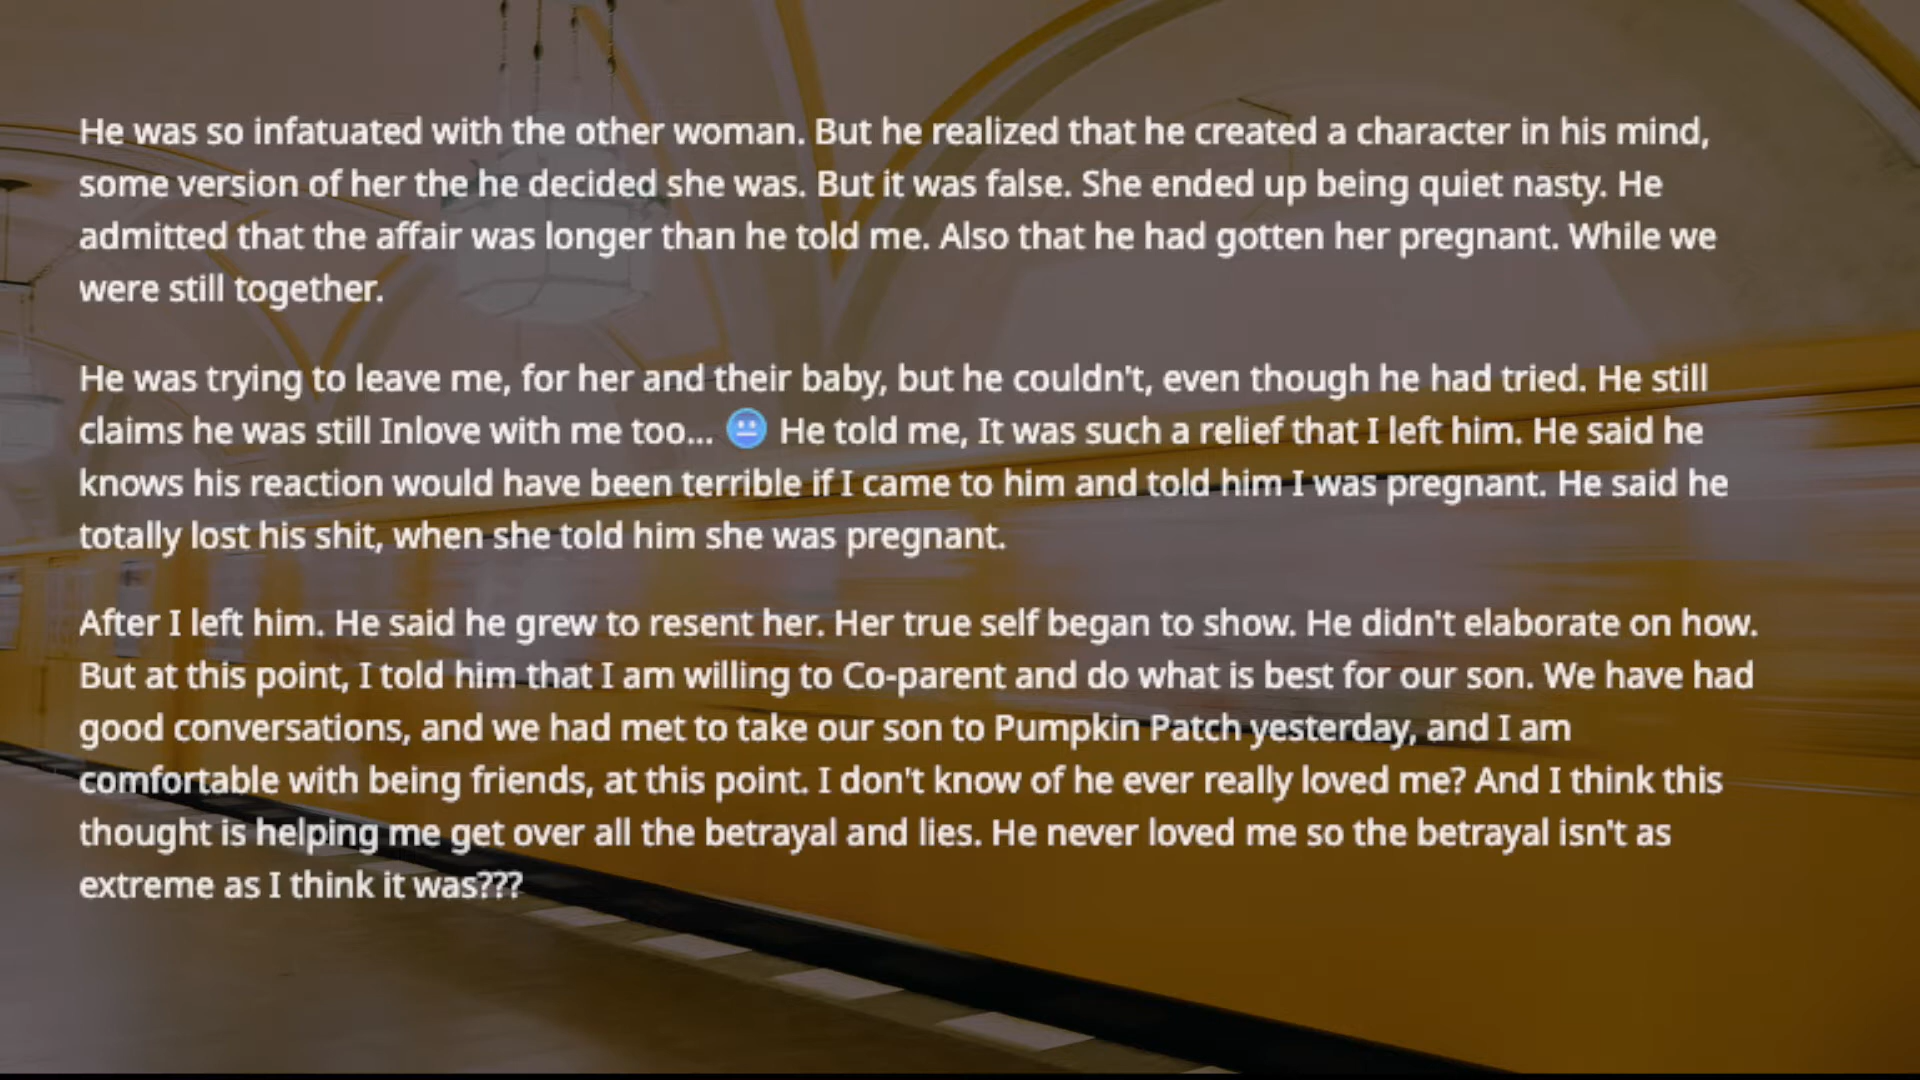 He was so infatuated with the other woman. But he realized that he created a character in his mind,
some version of her the he decided she was. But it was false. She ended up being quiet nasty. He
admitted that the affair was longer than he told me. Also that he had gotten her pregnant. While we
were still together.
He was trying to leave me, for her and their baby, but he couldn't, even though he had tried. He still
claims he was still Inlove with me too... 😐 He told me, It was such a relief that I left him. He said he
knows his reaction would have been terrible if I came to him and told him I was pregnant. He said he
totally lost his shit, when she told him she was pregnant.
After I left him. He said he grew to resent her. Her true self began to show. He didn't elaborate on how.
But at this point, I told him that I am willing to Co-parent and do what is best for our son. We have had
good conversations, and we had met to take our son to Pumpkin Patch yesterday, and I am
comfortable with being friends, at this point. I don't know of he ever really loved me? And I think this
thought is helping me get over all the betrayal and lies. He never loved me so the betrayal isn't as
extreme as I think it was???